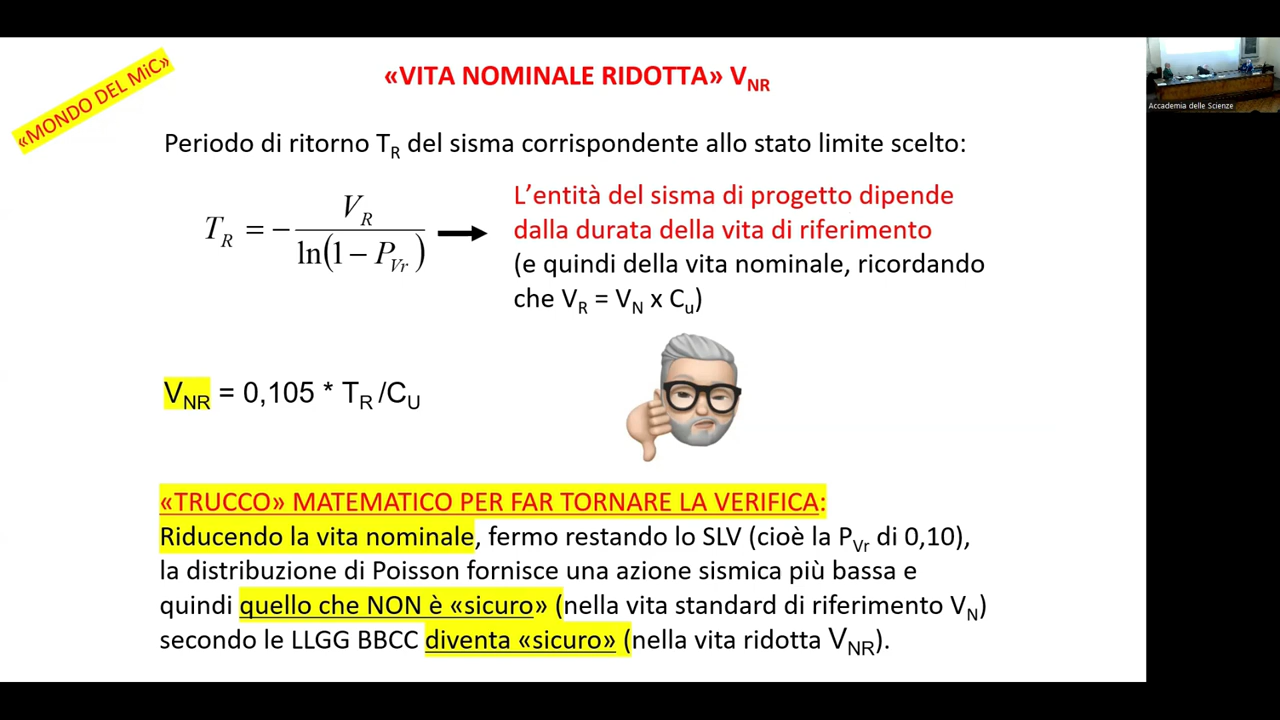 «MONDO DEL MiC»
«VITA NOMINALE RIDOTTA» VNR
Accademia delle Scienze
Periodo di ritorno TR del sisma corrispondente allo stato limite scelto:
TR = − VR / ln(1 − PVr)
L’entità del sisma di progetto dipende
dalla durata della vita di riferimento
(e quindi della vita nominale, ricordando
che VR = VN x Cu)
VNR = 0,105 * TR /CU
«TRUCCO» MATEMATICO PER FAR TORNARE LA VERIFICA:
Riducendo la vita nominale, fermo restando lo SLV (cioè la PVr di 0,10),
la distribuzione di Poisson fornisce una azione sismica più bassa e
quindi quello che NON è «sicuro» (nella vita standard di riferimento VN)
secondo le LLGG BBCC diventa «sicuro» (nella vita ridotta VNR).